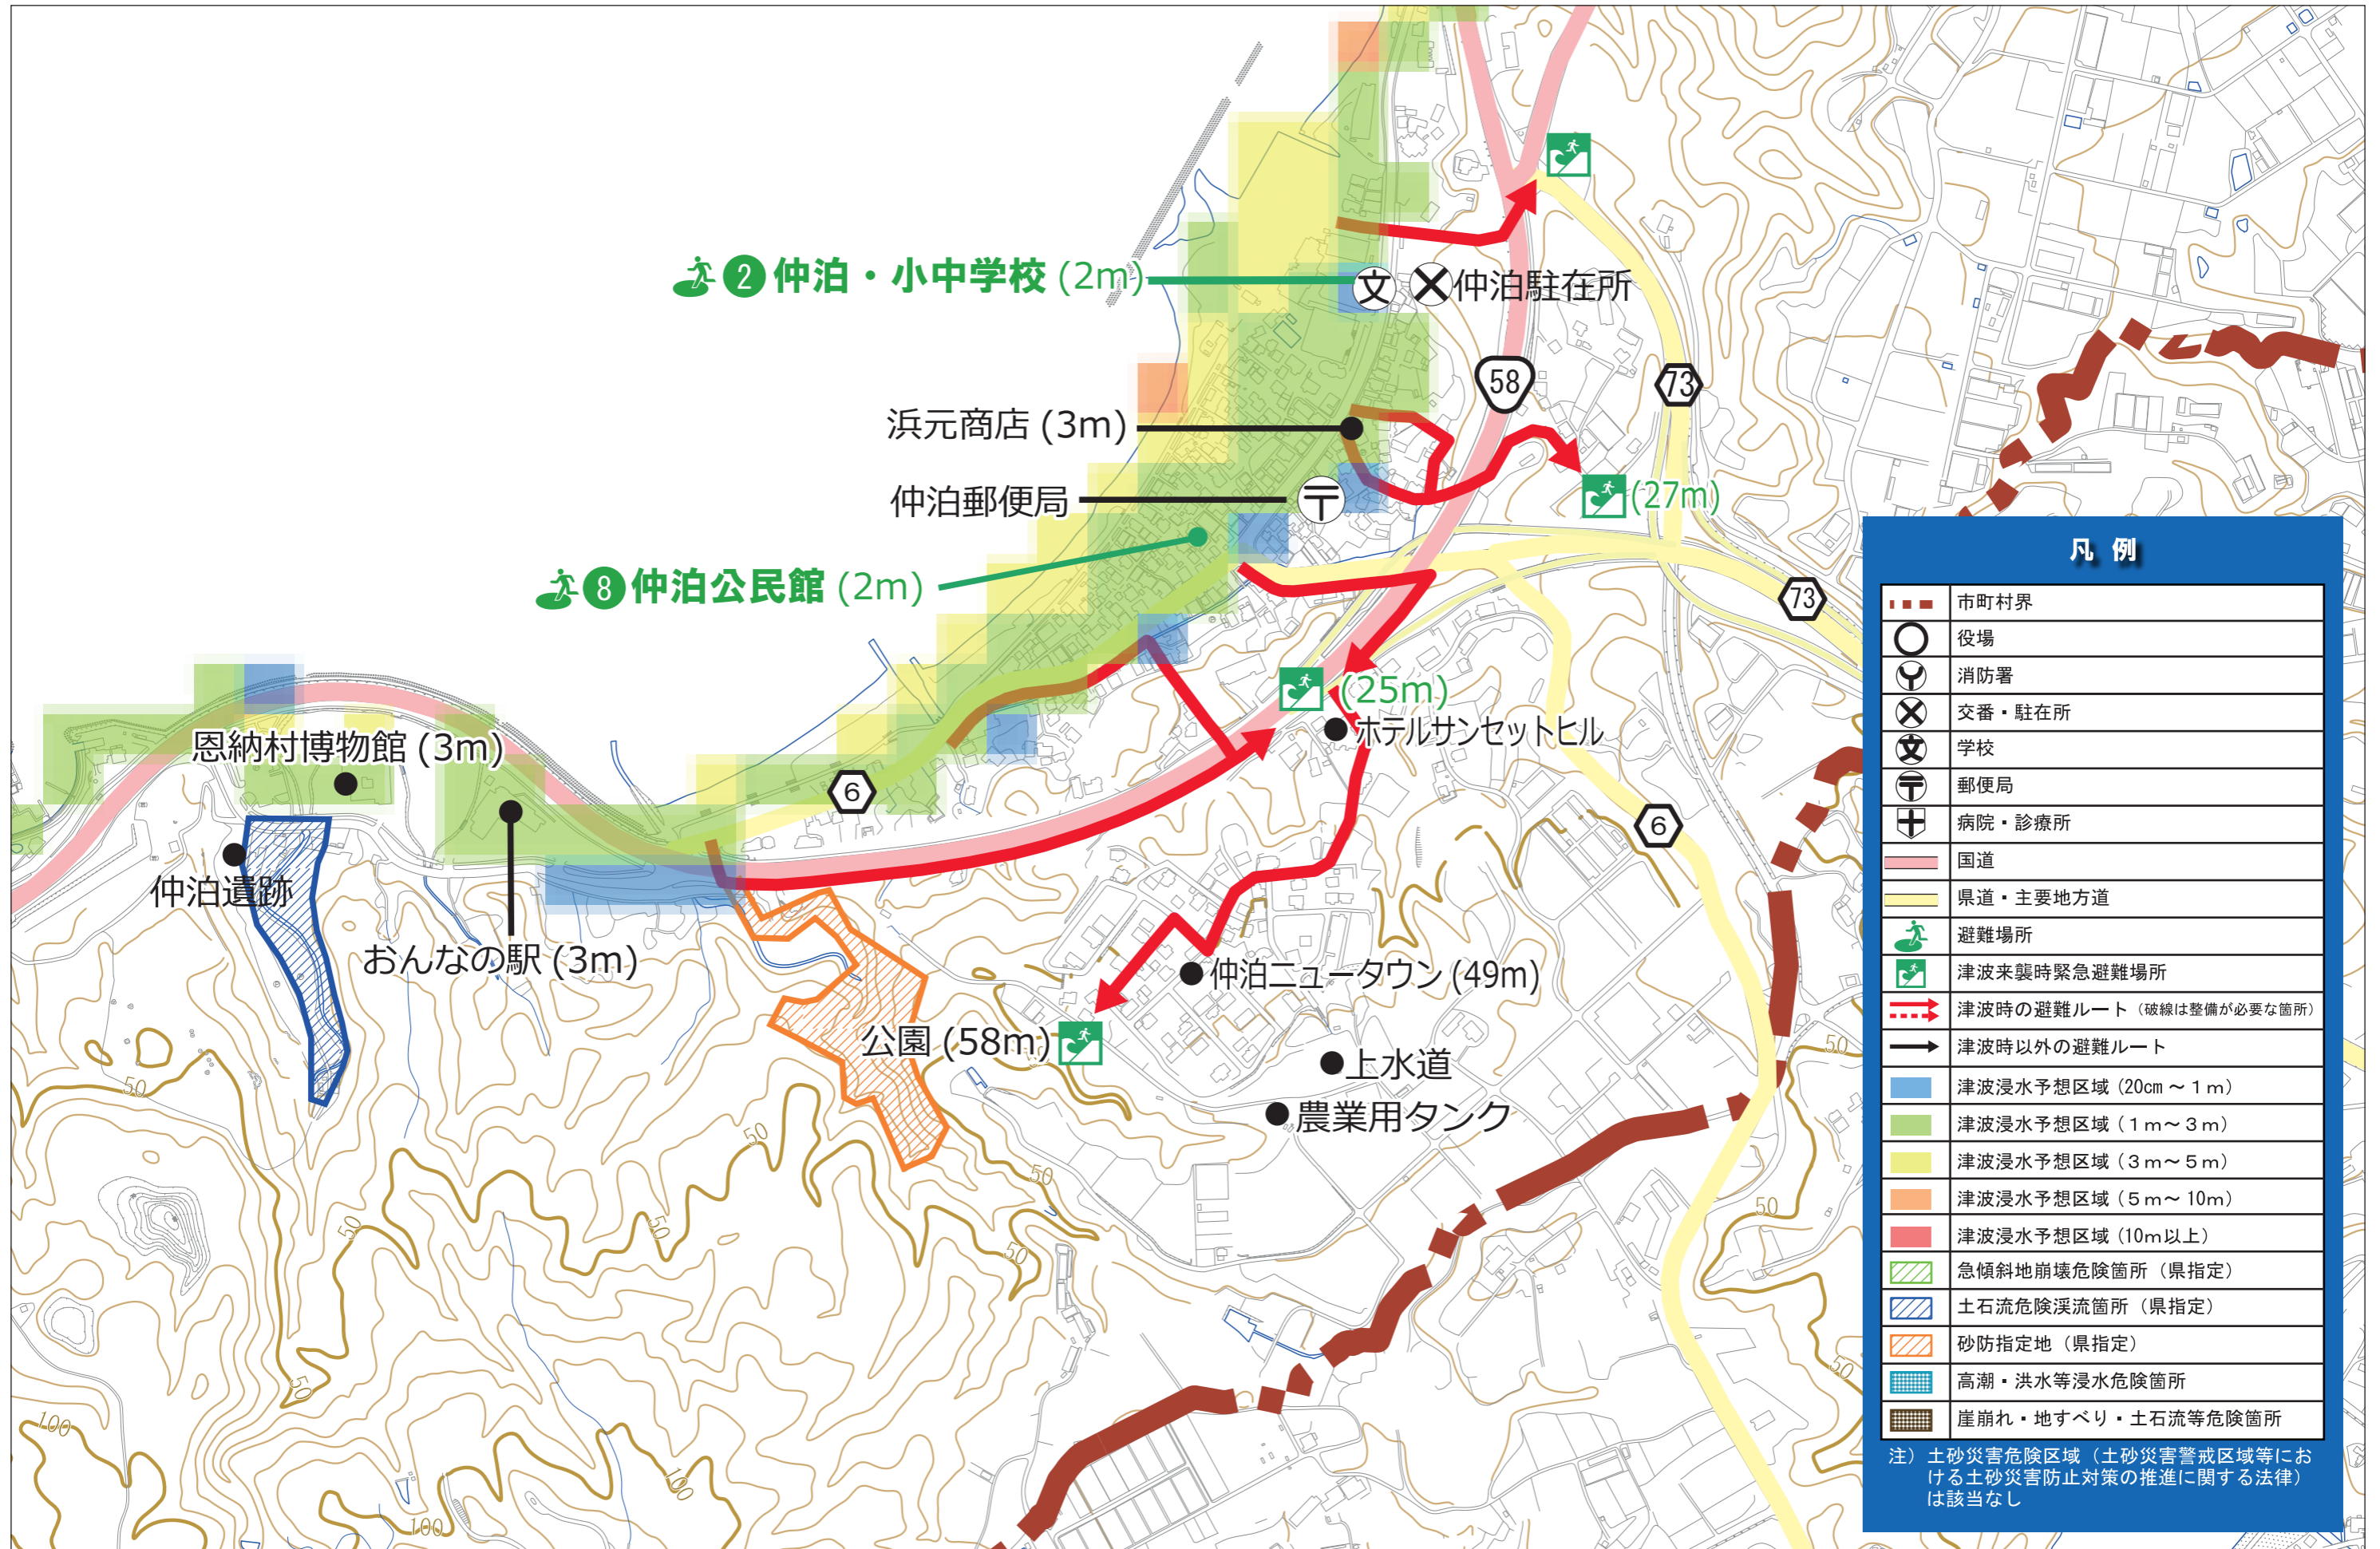 2 仲泊・小中学校 (2m)
仲泊駐在所
58
73
浜元商店 (3m)
仲泊郵便局
(27m)
8 仲泊公民館 (2m)
73
(25m)
ホテルサンセットヒル
恩納村博物館 (3m)
6
6
仲泊遺跡
おんなの駅 (3m)
仲泊ニュータウン (49m)
公園 (58m)
上水道
農業用タンク
50
50
50
50
50
50
50
50
50
50
100
100
100
凡 例
市町村界
役場
消防署
交番・駐在所
文 学校
郵便局
病院・診療所
国道
県道・主要地方道
避難場所
津波来襲時緊急避難場所
津波時の避難ルート（破線は整備が必要な箇所）
津波時以外の避難ルート
津波浸水予想区域（20cm～1m）
津波浸水予想区域（1m～3m）
津波浸水予想区域（3m～5m）
津波浸水予想区域（5m～10m）
津波浸水予想区域（10m以上）
急傾斜地崩壊危険箇所（県指定）
土石流危険渓流箇所（県指定）
砂防指定地（県指定）
高潮・洪水等浸水危険箇所
崖崩れ・地すべり・土石流等危険箇所
注）土砂災害危険区域（土砂災害警戒区域等にお
ける土砂災害防止対策の推進に関する法律）
は該当なし